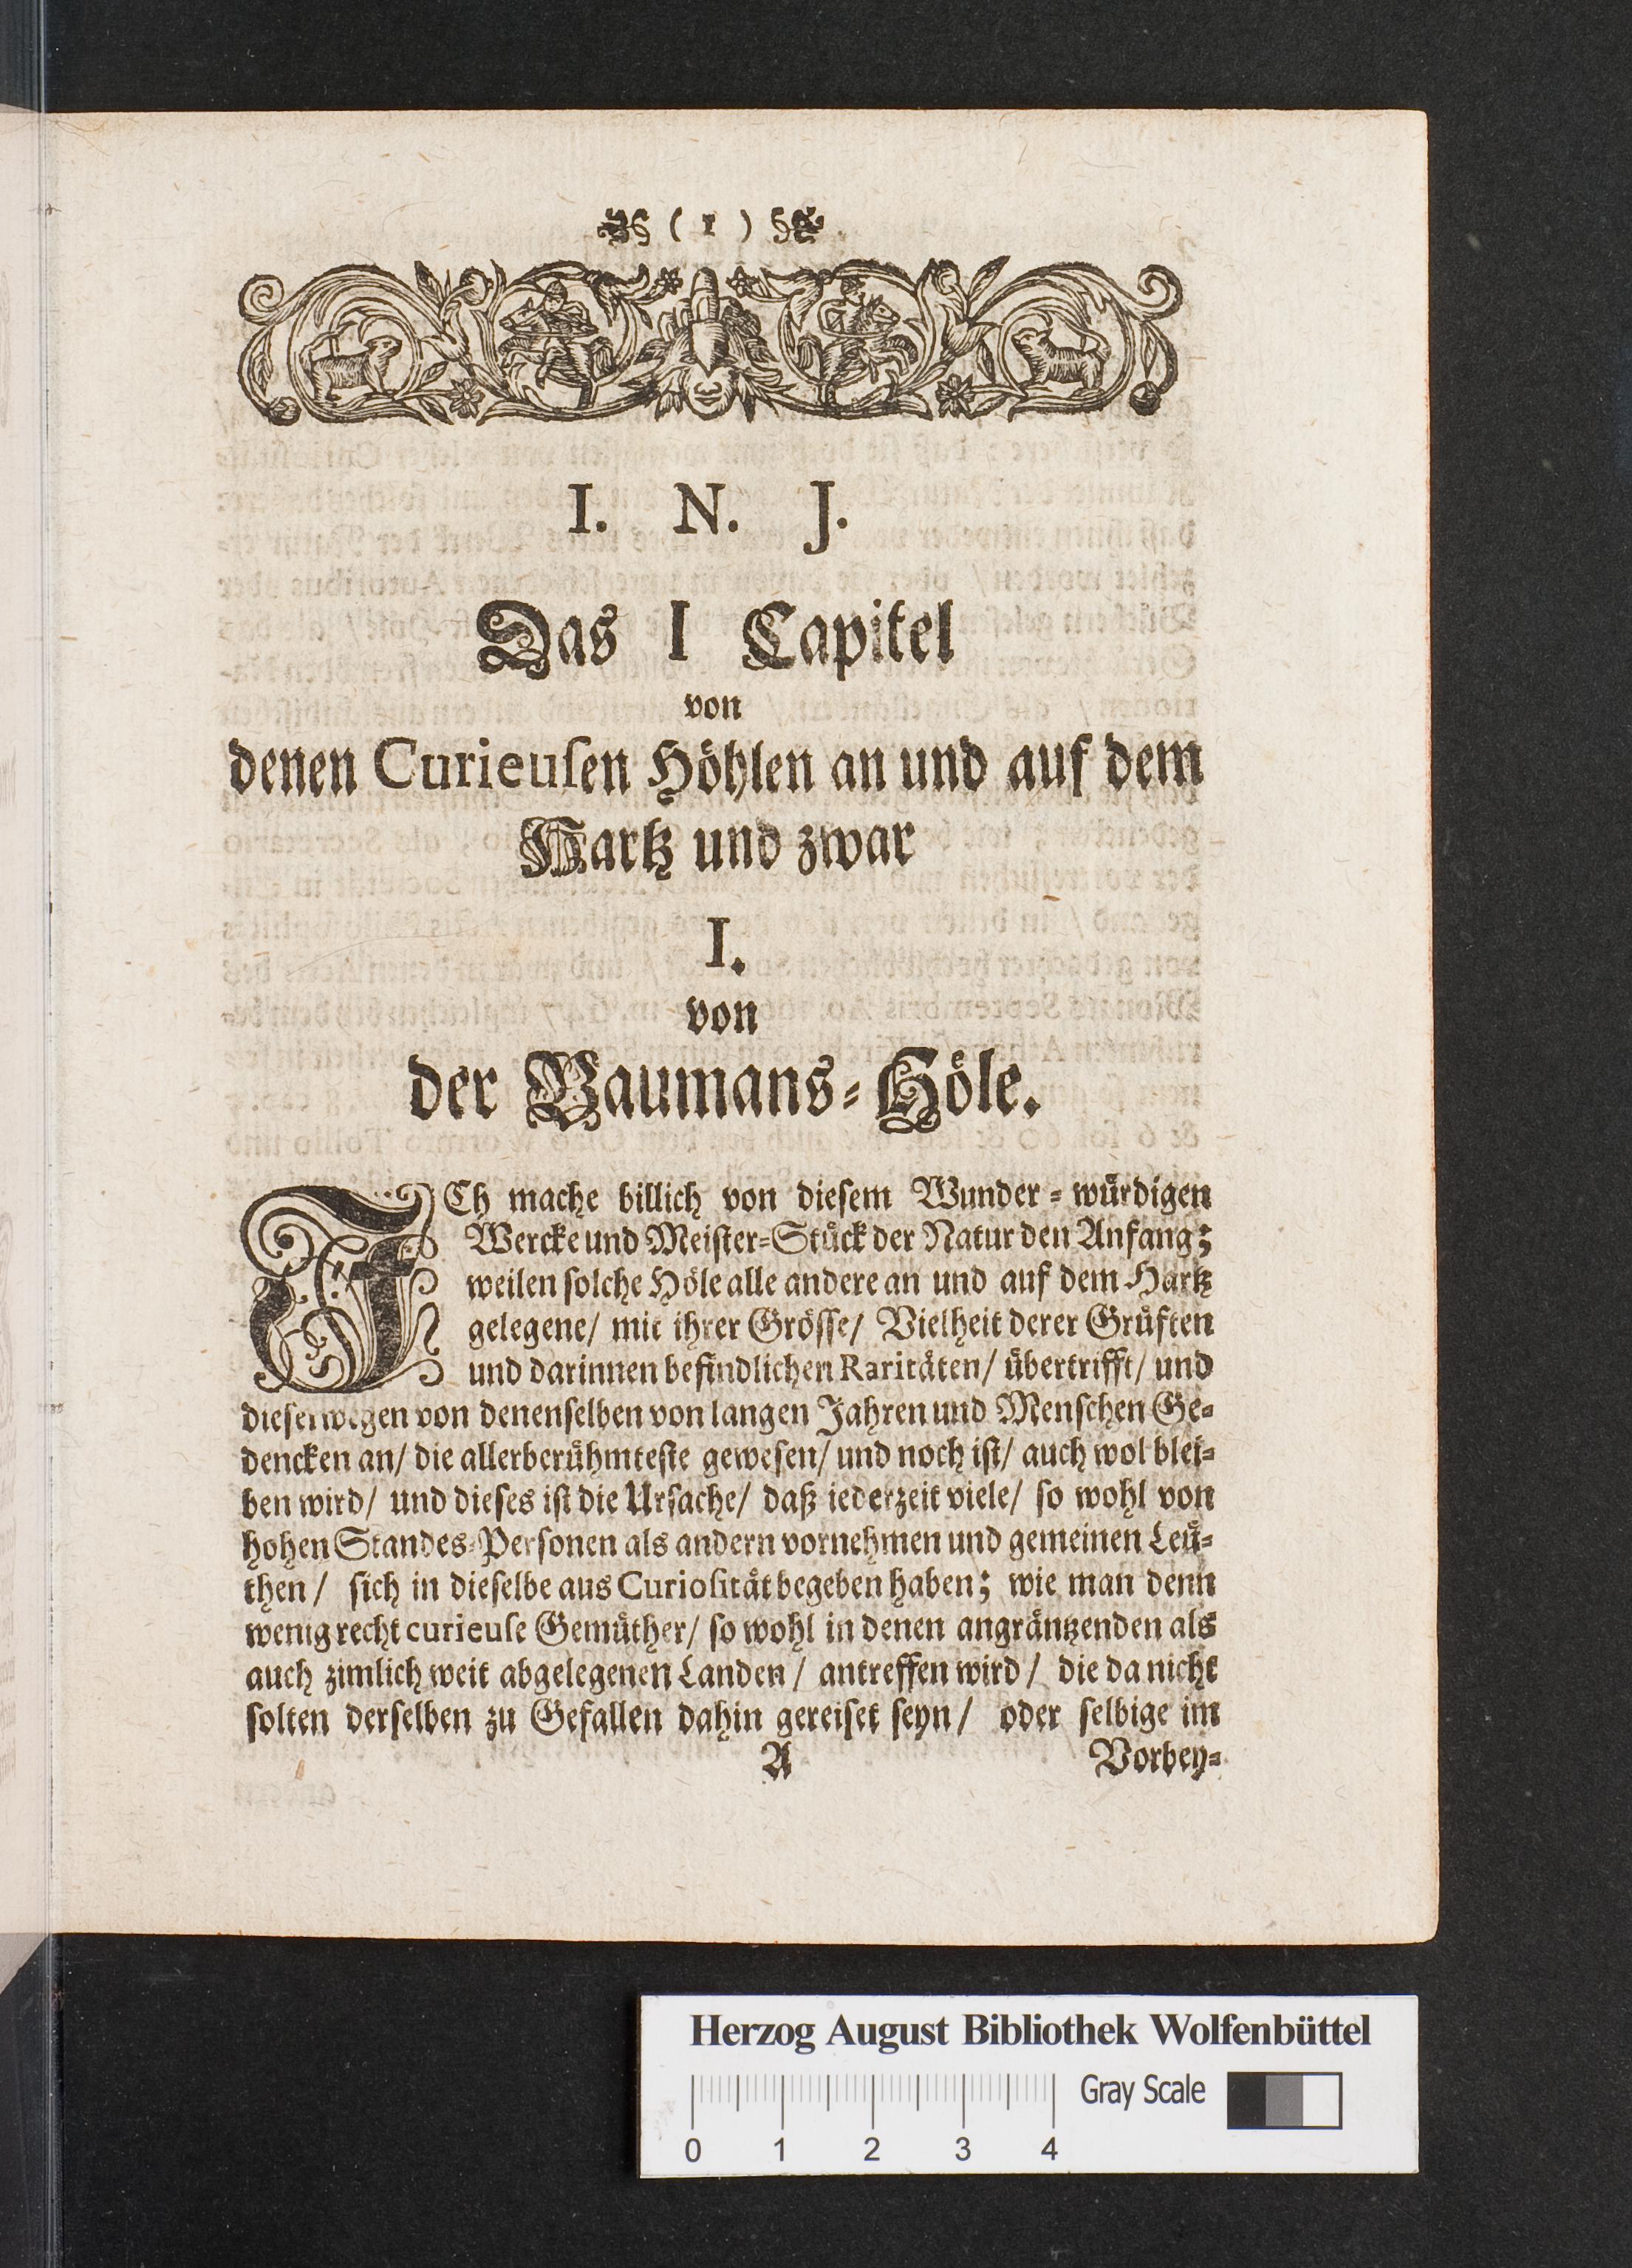 ( 1 )
I. N. J.
Das I Capitel
von
denen Curieusen Höhlen an und auf dem
Hartz und zwar
I.
von
der Baumans-Höle.
ICh mache billich von diesem Wunder-würdigen
Wercke und Meister-Stück der Natur den Anfang;
weilen solche Höle alle andere an und auf dem Hartz
gelegene/ mit ihrer Grösse/ Vielheit derer Grüften
und darinnen befindlichen Raritäten/ übertrifft/ und
dieserwegen von denenselben von langen Jahren und Menschen Ge-
dencken an/ die allerberühmteste gewesen/ und noch ist/ auch wol blei-
ben wird/ und dieses ist die Ursache/ daß iederzeit viele/ so wohl von
hohen Standes-Personen als andern vornehmen und gemeinen Leü-
then/ sich in dieselbe aus Curiosität begeben haben; wie man denn
wenig recht curieuse Gemüther/ so wohl in denen angräntzenden als
auch zimlich weit abgelegenen Landen/ antreffen wird/ die da nicht
solten derselben zu Gefallen dahin gereiset seyn/ oder selbige im
A Vorbey-
Herzog August Bibliothek Wolfenbüttel
Gray Scale
0 1 2 3 4